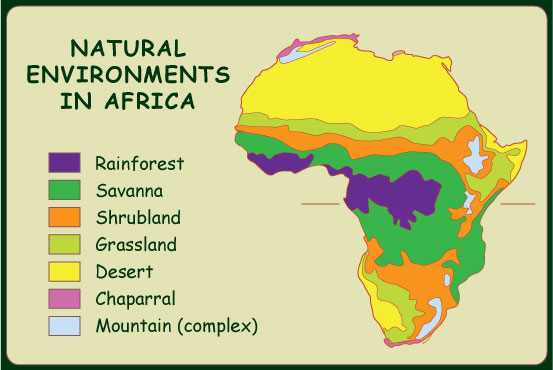 NATURAL
ENVIRONMENTS
IN AFRICA
Rainforest
Savanna
Shrubland
Grassland
Desert
Chaparral
Mountain (complex)